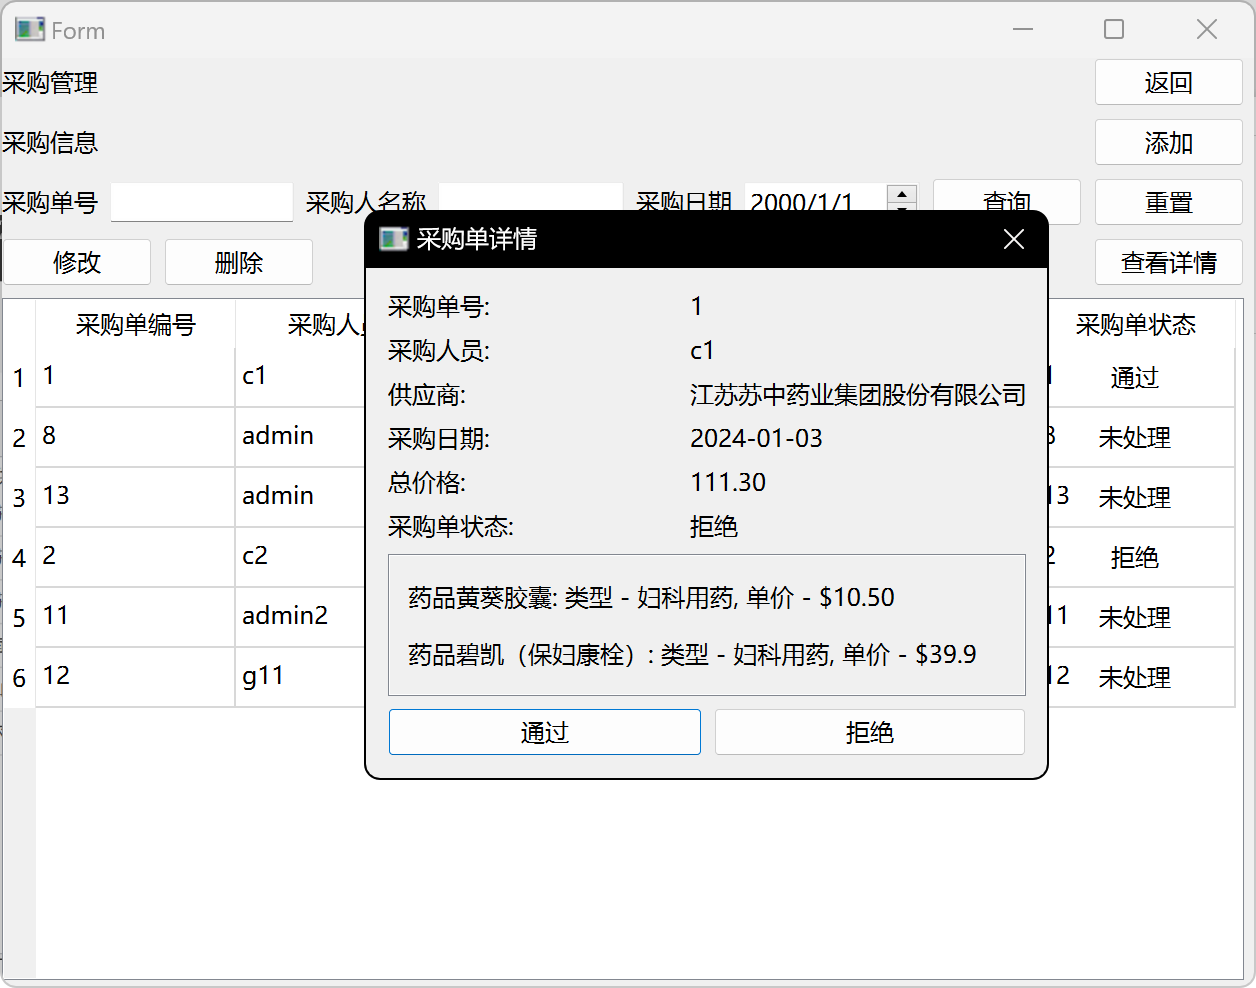 Form
采购管理
返回
采购信息
添加
采购单号 采购人名称 采购日期 2000/1/1 查询 重置
修改 删除 查看详情
采购单详情
采购单号: 1
采购人员: c1
供应商: 江苏苏中药业集团股份有限公司
采购日期: 2024-01-03
总价格: 111.30
采购单状态: 拒绝
药品黄葵胶囊: 类型 - 妇科用药, 单价 - $10.50
药品碧凯（保妇康栓）: 类型 - 妇科用药, 单价 - $39.9
通过 拒绝
采购单编号 采购人 采购单状态
1 1 c1 1 通过
2 8 admin 未处理
3 13 admin 13 未处理
4 2 c2 2 拒绝
5 11 admin2 11 未处理
6 12 g11 12 未处理